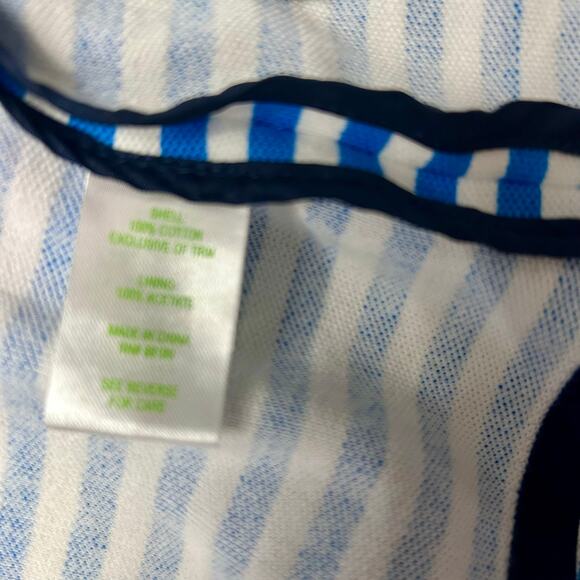 SHELL
100% COTTON
EXCLUSIVE OF TRIM
LINING
100% ACETATE
MADE IN CHINA
SEE REVERSE
FOR CARE